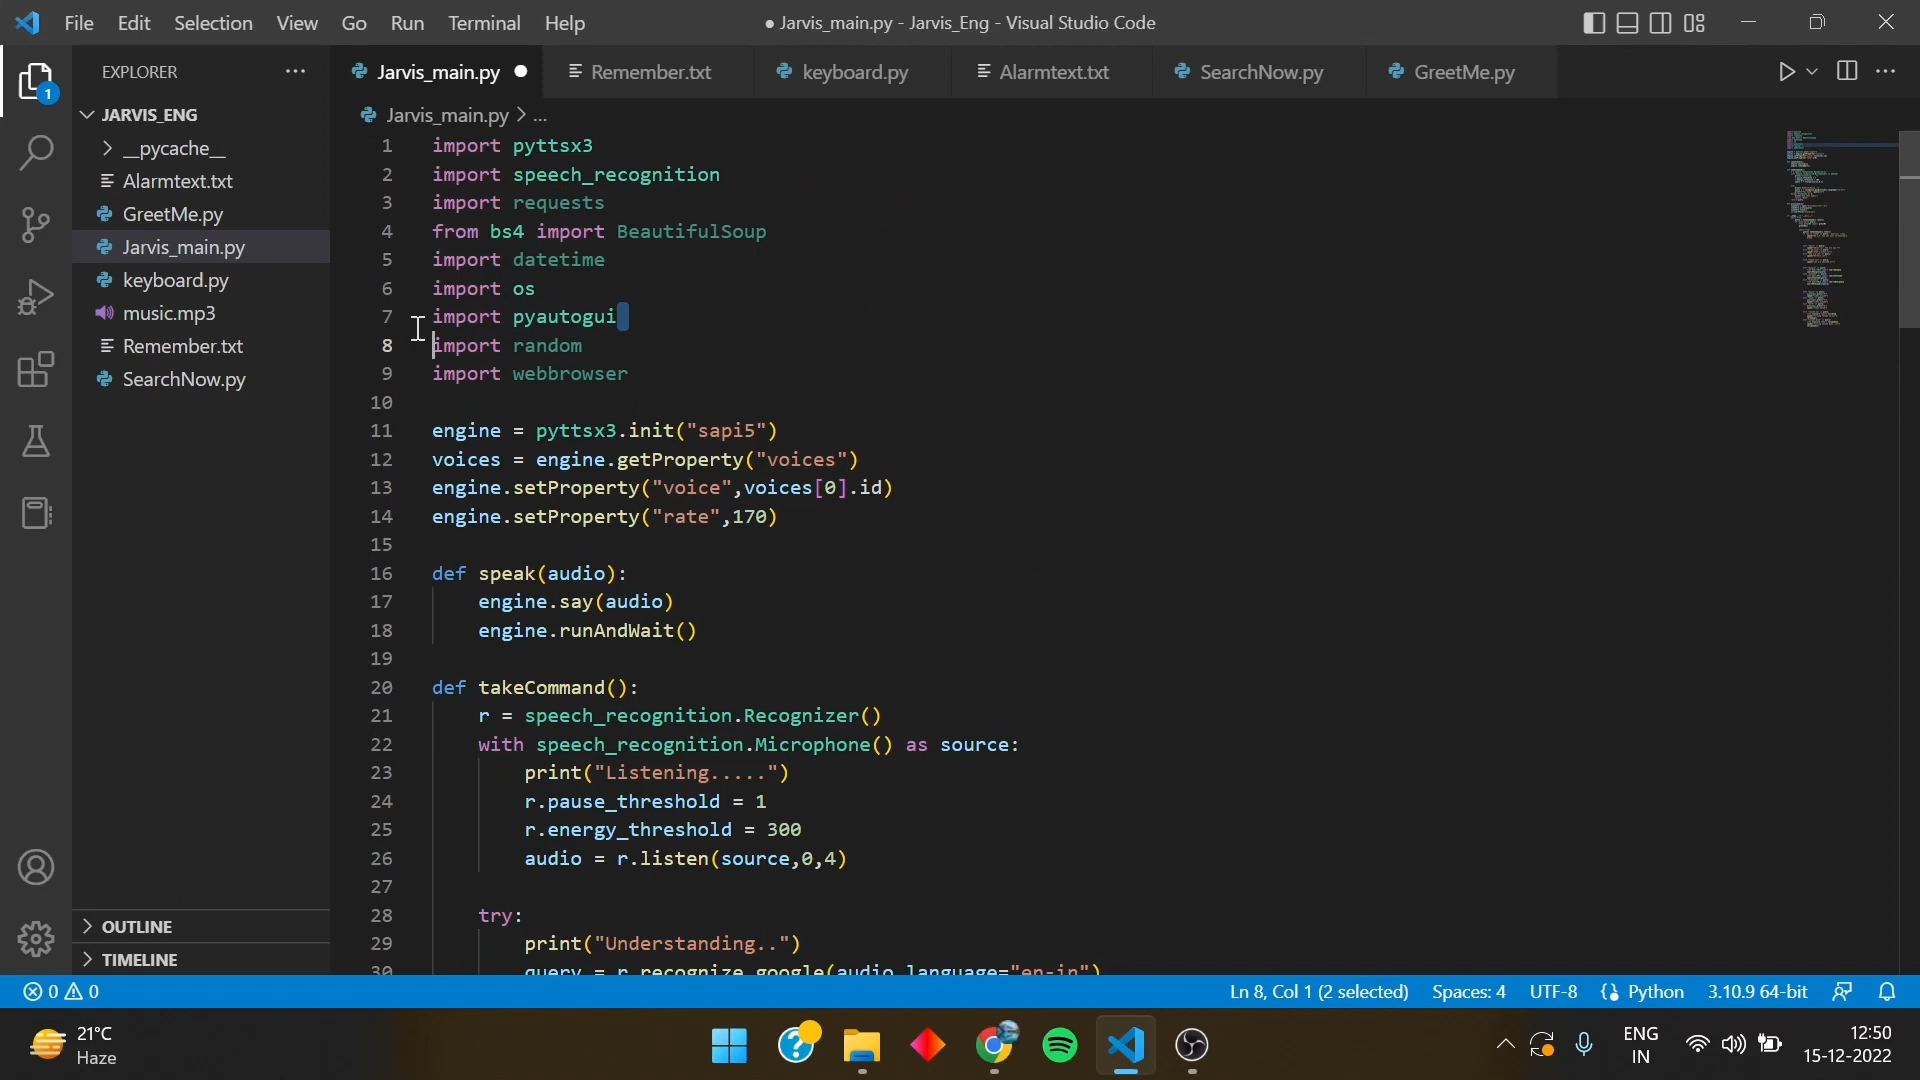 File Edit Selection View Go Run Terminal Help
● Jarvis_main.py - Jarvis_Eng - Visual Studio Code
EXPLORER
Jarvis_main.py
Remember.txt
keyboard.py
Alarmtext.txt
SearchNow.py
GreetMe.py
1
JARVIS_ENG
__pycache__
Alarmtext.txt
GreetMe.py
Jarvis_main.py
keyboard.py
music.mp3
Remember.txt
SearchNow.py
OUTLINE
TIMELINE
Jarvis_main.py > ...
1 import pyttsx3
2 import speech_recognition
3 import requests
4 from bs4 import BeautifulSoup
5 import datetime
6 import os
7 import pyautogui
8 import random
9 import webbrowser
10
11 engine = pyttsx3.init("sapi5")
12 voices = engine.getProperty("voices")
13 engine.setProperty("voice",voices[0].id)
14 engine.setProperty("rate",170)
15
16 def speak(audio):
17 engine.say(audio)
18 engine.runAndWait()
19
20 def takeCommand():
21 r = speech_recognition.Recognizer()
22 with speech_recognition.Microphone() as source:
23 print("Listening.....")
24 r.pause_threshold = 1
25 r.energy_threshold = 300
26 audio = r.listen(source,0,4)
27
28 try:
29 print("Understanding..")
30 query = r.recognize_google(audio,language="en-in")
0 0
Ln 8, Col 1 (2 selected) Spaces: 4 UTF-8 Python 3.10.9 64-bit
21°C
Haze
ENG
IN
12:50
15-12-2022